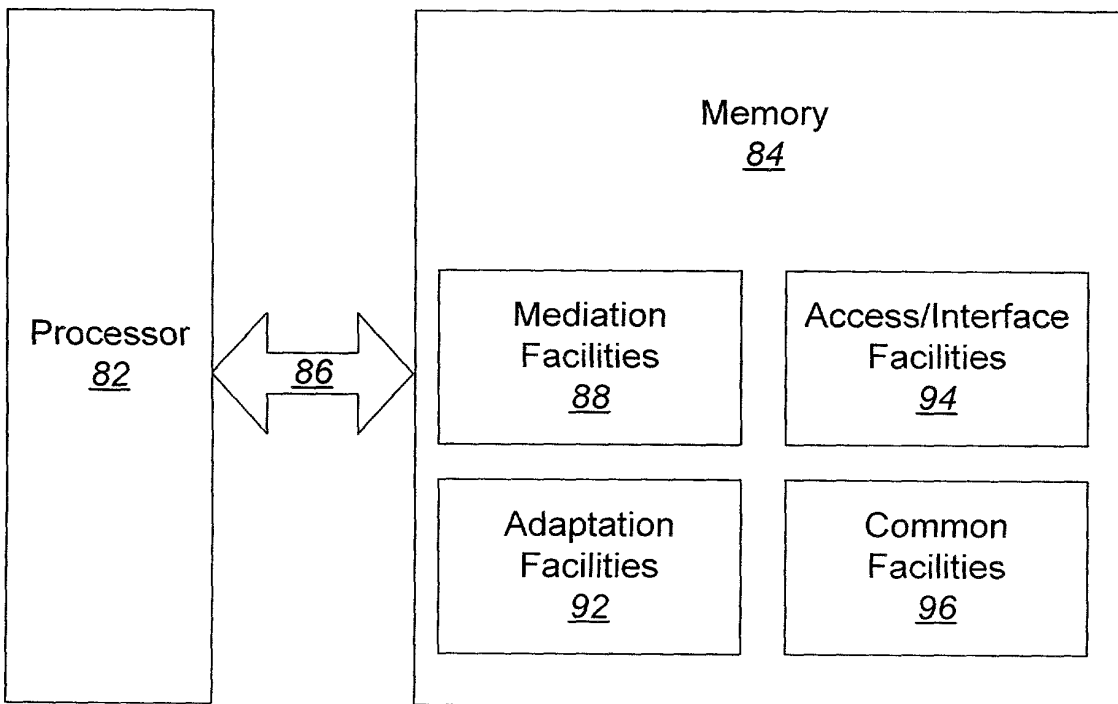 Processor
82
86
Memory
84
Mediation
Facilities
88
Access/Interface
Facilities
94
Adaptation
Facilities
92
Common
Facilities
96